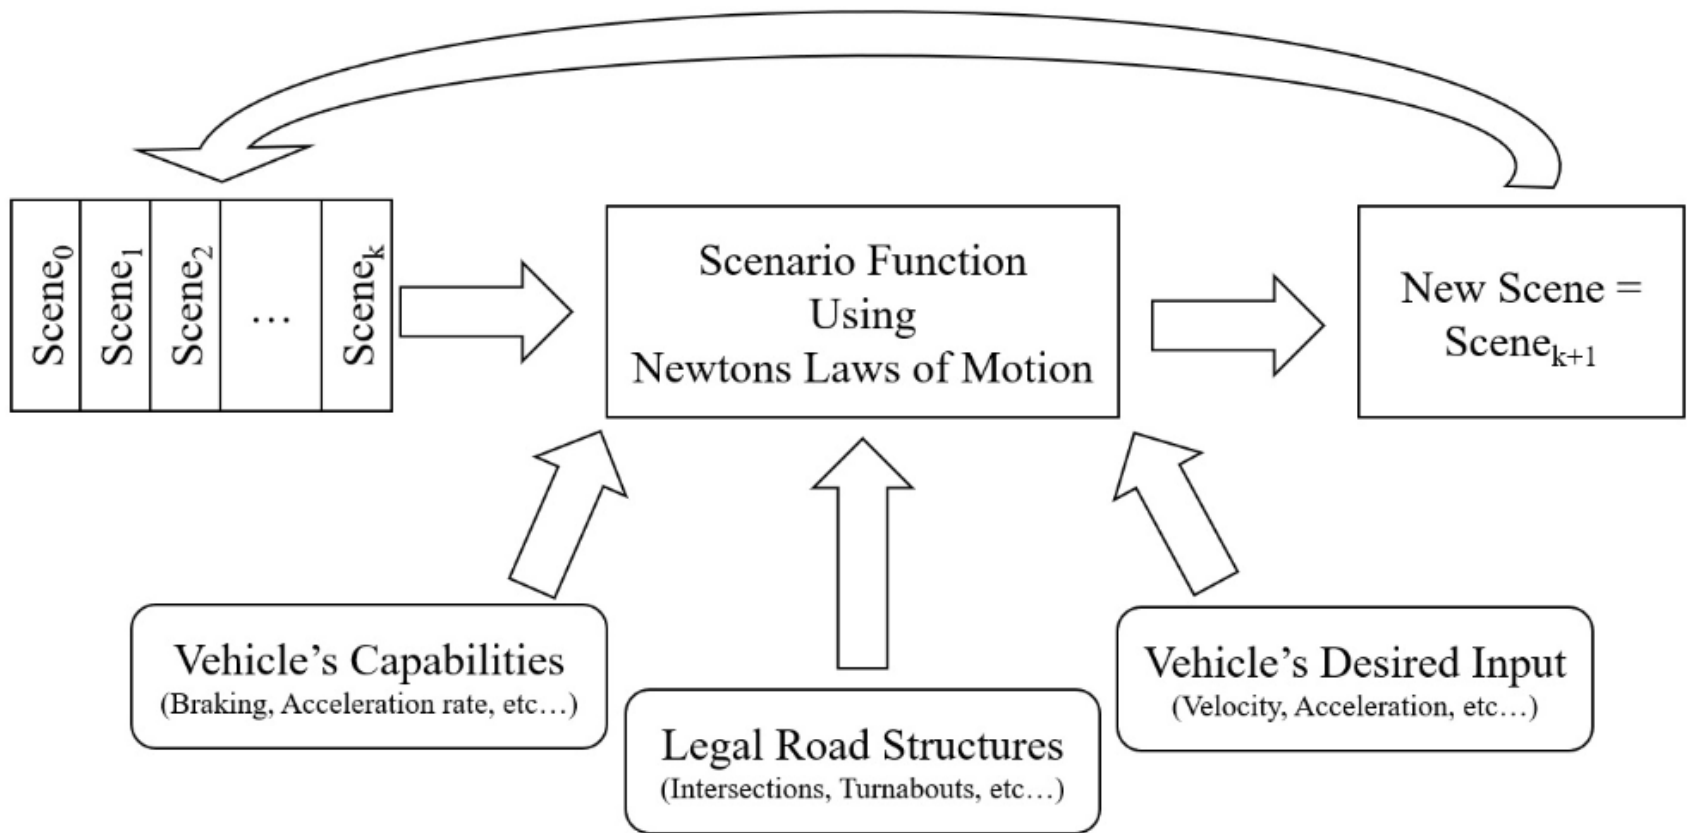 Scene0
Scene1
Scene2
…
Scenek
Scenario Function
Using
Newtons Laws of Motion
New Scene =
Scenek+1
Vehicle’s Capabilities
(Braking, Acceleration rate, etc…)
Legal Road Structures
(Intersections, Turnabouts, etc…)
Vehicle’s Desired Input
(Velocity, Acceleration, etc…)